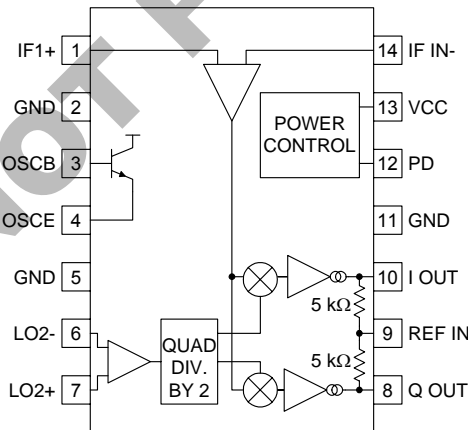 NOT P
IF1+ 1
14 IF IN-
GND 2
13 VCC
POWER
CONTROL
OSCB 3
12 PD
OSCE 4
11 GND
GND 5
10 I OUT
5 kΩ
LO2- 6
9 REF IN
QUAD
DIV.
BY 2
5 kΩ
LO2+ 7
8 Q OUT